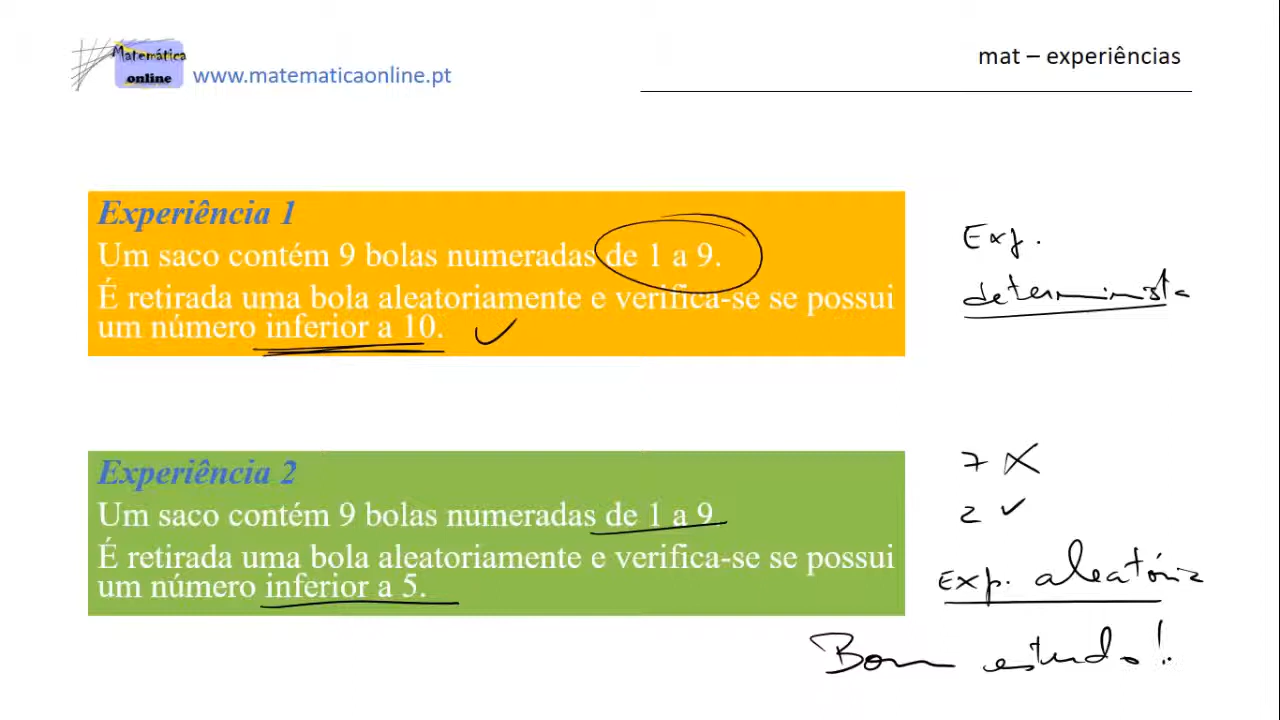 Matemática
online
www.matematicaonline.pt
mat – experiências
Experiência 1
Um saco contém 9 bolas numeradas de 1 a 9.
É retirada uma bola aleatoriamente e verifica-se se possui
um número inferior a 10.
Exp.
determinista
Experiência 2
Um saco contém 9 bolas numeradas de 1 a 9.
É retirada uma bola aleatoriamente e verifica-se se possui
um número inferior a 5.
7 X
2 ✓
Exp. aleatória
Bom estudo!